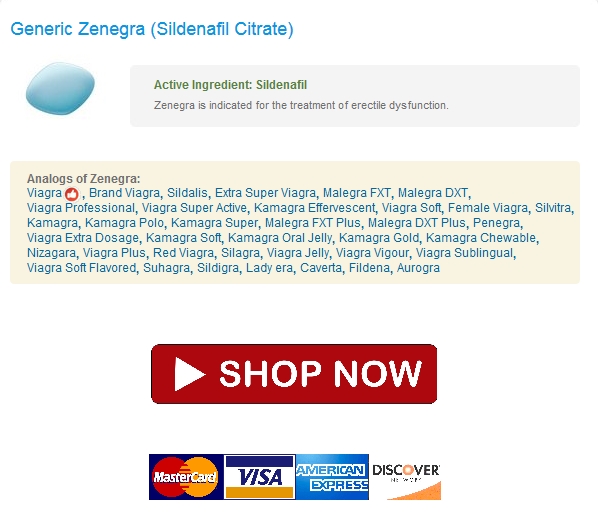 Generic Zenegra (Sildenafil Citrate)
Active Ingredient: Sildenafil
Zenegra is indicated for the treatment of erectile dysfunction.
Analogs of Zenegra:
Viagra , Brand Viagra, Sildalis, Extra Super Viagra, Malegra FXT, Malegra DXT,
Viagra Professional, Viagra Super Active, Kamagra Effervescent, Viagra Soft, Female Viagra, Silvitra,
Kamagra, Kamagra Polo, Kamagra Super, Malegra FXT Plus, Malegra DXT Plus, Penegra,
Viagra Extra Dosage, Kamagra Soft, Kamagra Oral Jelly, Kamagra Gold, Kamagra Chewable,
Nizagara, Viagra Plus, Red Viagra, Silagra, Viagra Jelly, Viagra Vigour, Viagra Sublingual,
Viagra Soft Flavored, Suhagra, Sildigra, Lady era, Caverta, Fildena, Aurogra
SHOP NOW
MasterCard VISA AMERICAN EXPRESS DISCOVER NETWORK